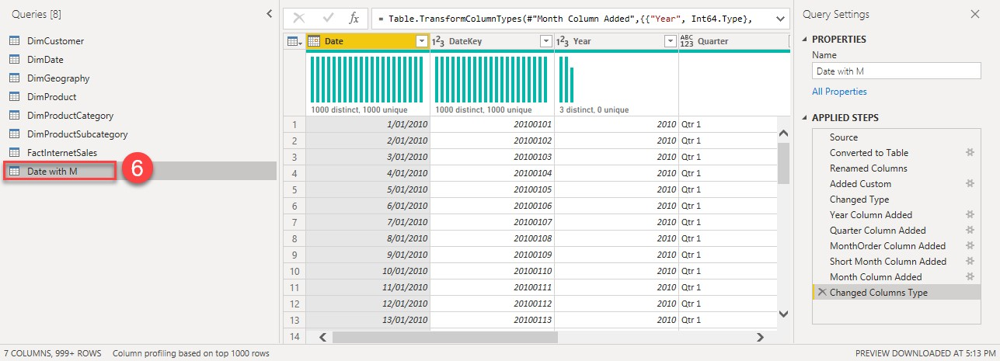 Queries [8]
DimCustomer
DimDate
DimGeography
DimProduct
DimProductCategory
DimProductSubcategory
FactInternetSales
Date with M
6
fx
= Table.TransformColumnTypes(#"Month Column Added",{{"Year", Int64.Type},
Date 1²3 DateKey 1²3 Year ABC 123 Quarter
1000 distinct, 1000 unique 1000 distinct, 1000 unique 3 distinct, 0 unique
1 1/01/2010 20100101 2010 Qtr 1
2 2/01/2010 20100102 2010 Qtr 1
3 3/01/2010 20100103 2010 Qtr 1
4 4/01/2010 20100104 2010 Qtr 1
5 5/01/2010 20100105 2010 Qtr 1
6 6/01/2010 20100106 2010 Qtr 1
7 7/01/2010 20100107 2010 Qtr 1
8 8/01/2010 20100108 2010 Qtr 1
9 9/01/2010 20100109 2010 Qtr 1
10 10/01/2010 20100110 2010 Qtr 1
11 11/01/2010 20100111 2010 Qtr 1
12 12/01/2010 20100112 2010 Qtr 1
13 13/01/2010 20100113 2010 Qtr 1
14
Query Settings
PROPERTIES
Name
Date with M
All Properties
APPLIED STEPS
Source
Converted to Table
Renamed Columns
Added Custom
Changed Type
Year Column Added
Quarter Column Added
MonthOrder Column Added
Short Month Column Added
Month Column Added
Changed Columns Type
7 COLUMNS, 999+ ROWS Column profiling based on top 1000 rows
PREVIEW DOWNLOADED AT 5:13 PM